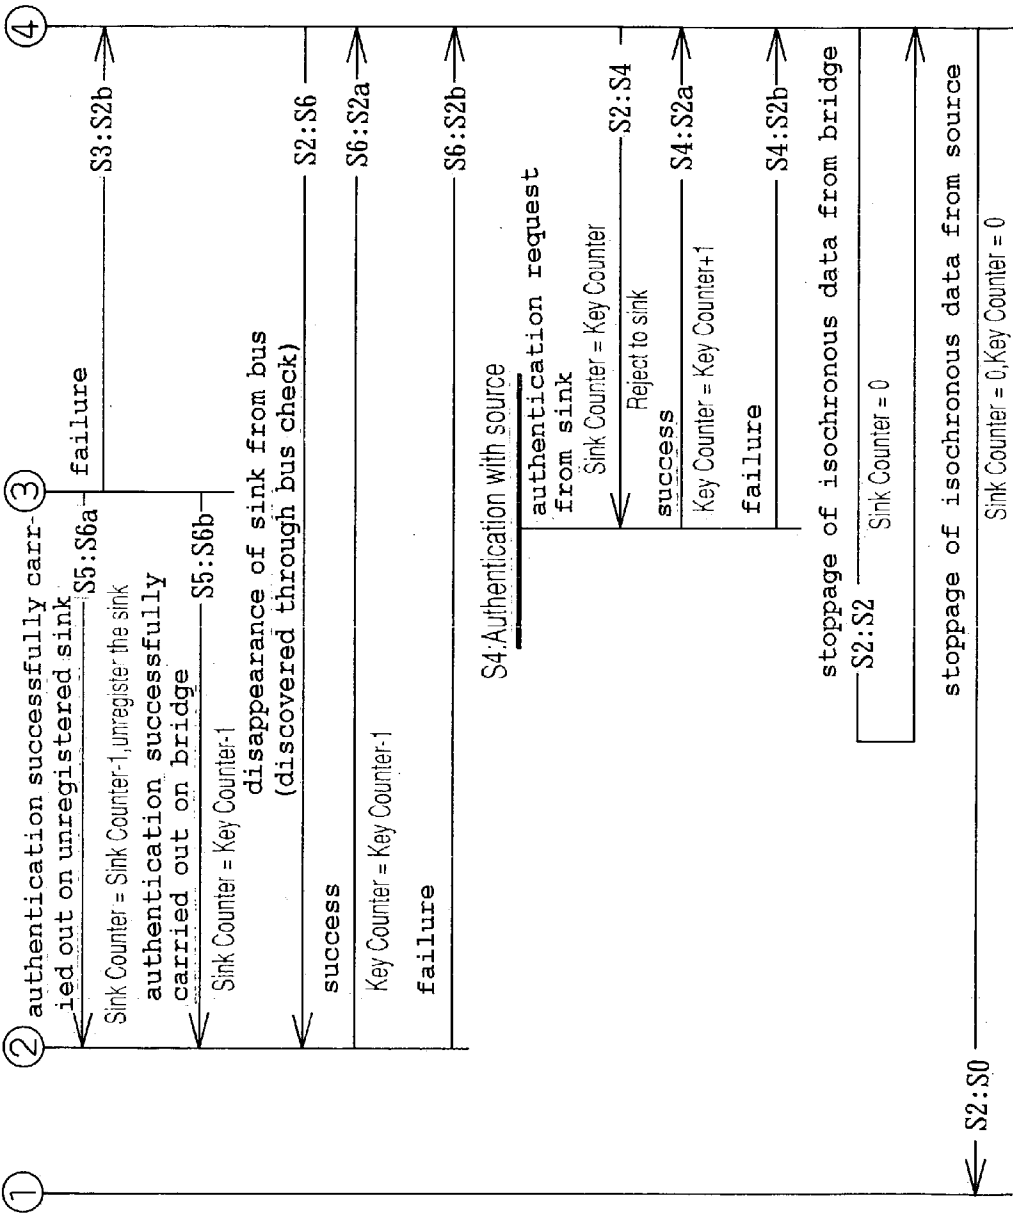 ①
②
③
④
authentication successfully carr-
ied out on unregistered sink
S5:S6a
failure
S3:S2b
Sink Counter = Sink Counter-1,unregister the sink
authentication successfully
carried out on bridge
S5:S6b
Sink Counter = Key Counter-1
disappearance of sink from bus
(discovered through bus check)
S2:S6
success
S6:S2a
Key Counter = Key Counter-1
failure
S6:S2b
S4:Authentication with source
authentication request
from sink
Sink Counter = Key Counter
S2:S4
Reject to sink
success
S4:S2a
Key Counter = Key Counter+1
failure
S4:S2b
stoppage of isochronous data from bridge
S2:S2
Sink Counter = 0
stoppage of isochronous data from source
S2:S0
Sink Counter = 0,Key Counter = 0